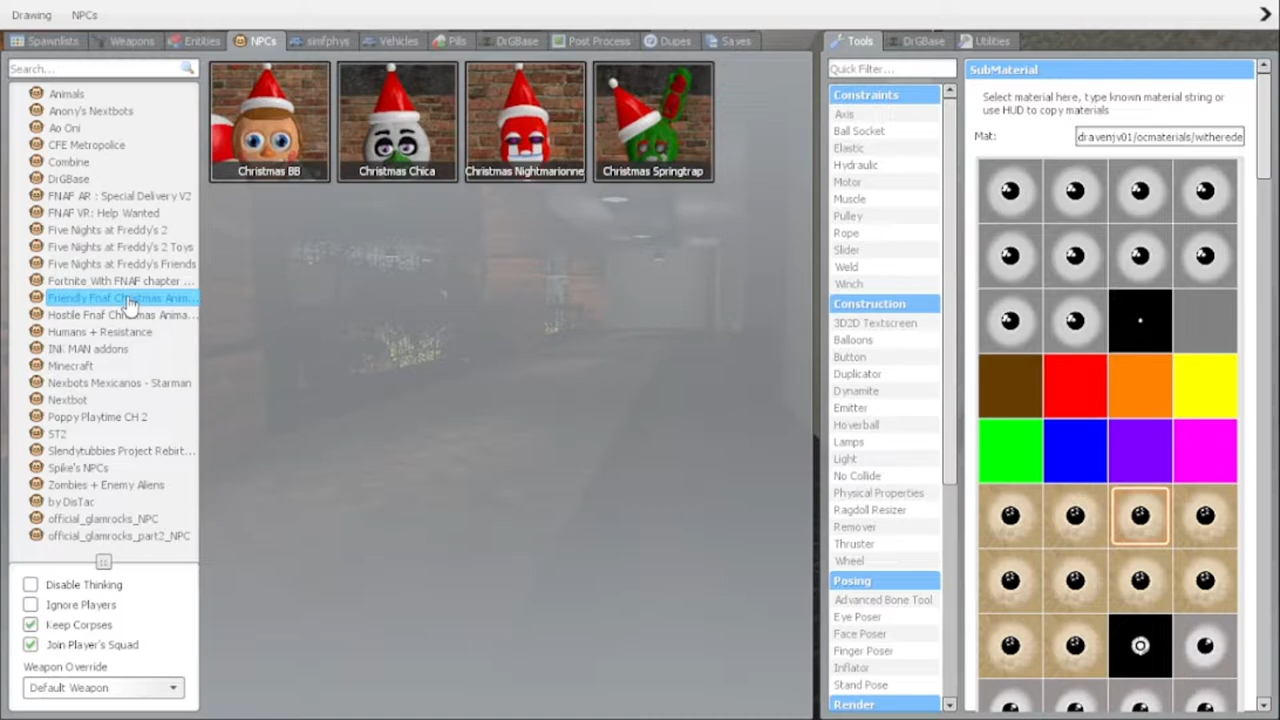 Drawing NPCs
Spawnlists Weapons Entities NPCs simfphys Vehicles Pills DrGBase Post Process Dupes Saves
Search...
Animals
Anony's Nextbots
Ao Oni
CFE Metropolice
Combine
DrGBase
FNAF AR : Special Delivery V2
FNAF VR: Help Wanted
Five Nights at Freddy's 2
Five Nights at Freddy's 2 Toys
Five Nights at Freddy's Friends
Fortnite With FNAF chapter ...
Friendly Fnaf Christmas Anim...
Hostile Fnaf Christmas Anima...
Humans + Resistance
INK MAN addons
Minecraft
Nexbots Mexicanos - Starman
Nextbot
Poppy Playtime CH 2
ST2
Slendytubbies Project Rebirt...
Spike's NPCs
Zombies + Enemy Aliens
by DisTac
official_glamrocks_NPC
official_glamrocks_part2_NPC
Disable Thinking
Ignore Players
Keep Corpses
Join Player's Squad
Weapon Override
Default Weapon
Christmas BB
Christmas Chica
Christmas Nightmarionne
Christmas Springtrap
Tools DrGBase Utilities
Quick Filter...
Constraints
Axis
Ball Socket
Elastic
Hydraulic
Motor
Muscle
Pulley
Rope
Slider
Weld
Winch
Construction
3D2D Textscreen
Balloons
Button
Duplicator
Dynamite
Emitter
Hoverball
Lamps
Light
No Collide
Physical Properties
Ragdoll Resizer
Remover
Thruster
Wheel
Posing
Advanced Bone Tool
Eye Poser
Face Poser
Finger Poser
Inflator
Stand Pose
Render
SubMaterial
Select material here, type known material string or
use HUD to copy materials
Mat: dravenjv01/ocmaterials/witherede